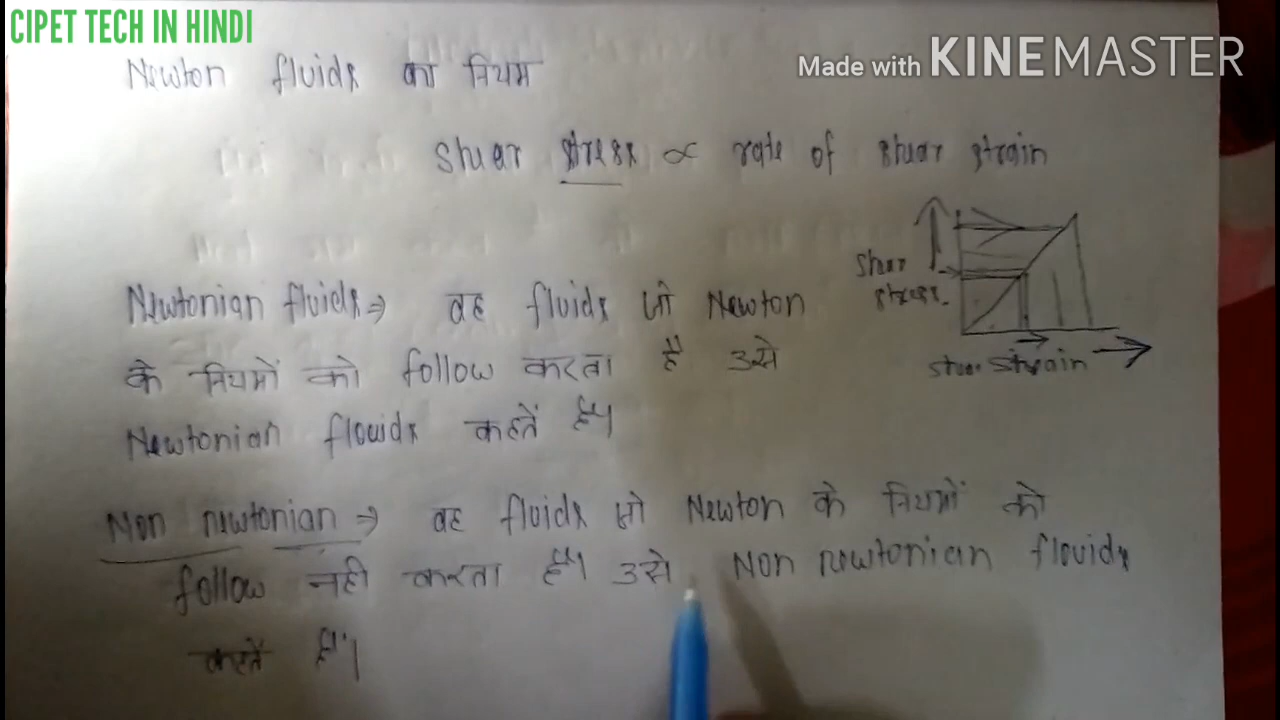 CIPET TECH IN HINDI
Made with KINEMASTER
Newton fluids का नियम
Shear stress ∝ rate of shear strain
Shear
stress.
shear strain
Newtonian fluids ⇒ वह fluids जो Newton
के नियमों को follow करता है उसे
Newtonian flouids कहतें हैं।
Non newtonian ⇒ वह fluids जो Newton के नियमों को
follow नही करता है। उसे Non newtonian flouids
कहतें हैं।